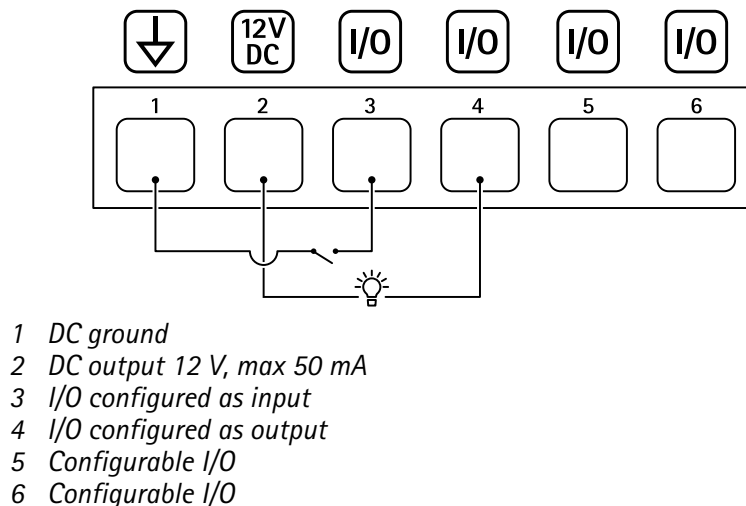 12V DC I/O I/O I/O I/O
1 2 3 4 5 6
1 DC ground
2 DC output 12 V, max 50 mA
3 I/O configured as input
4 I/O configured as output
5 Configurable I/O
6 Configurable I/O